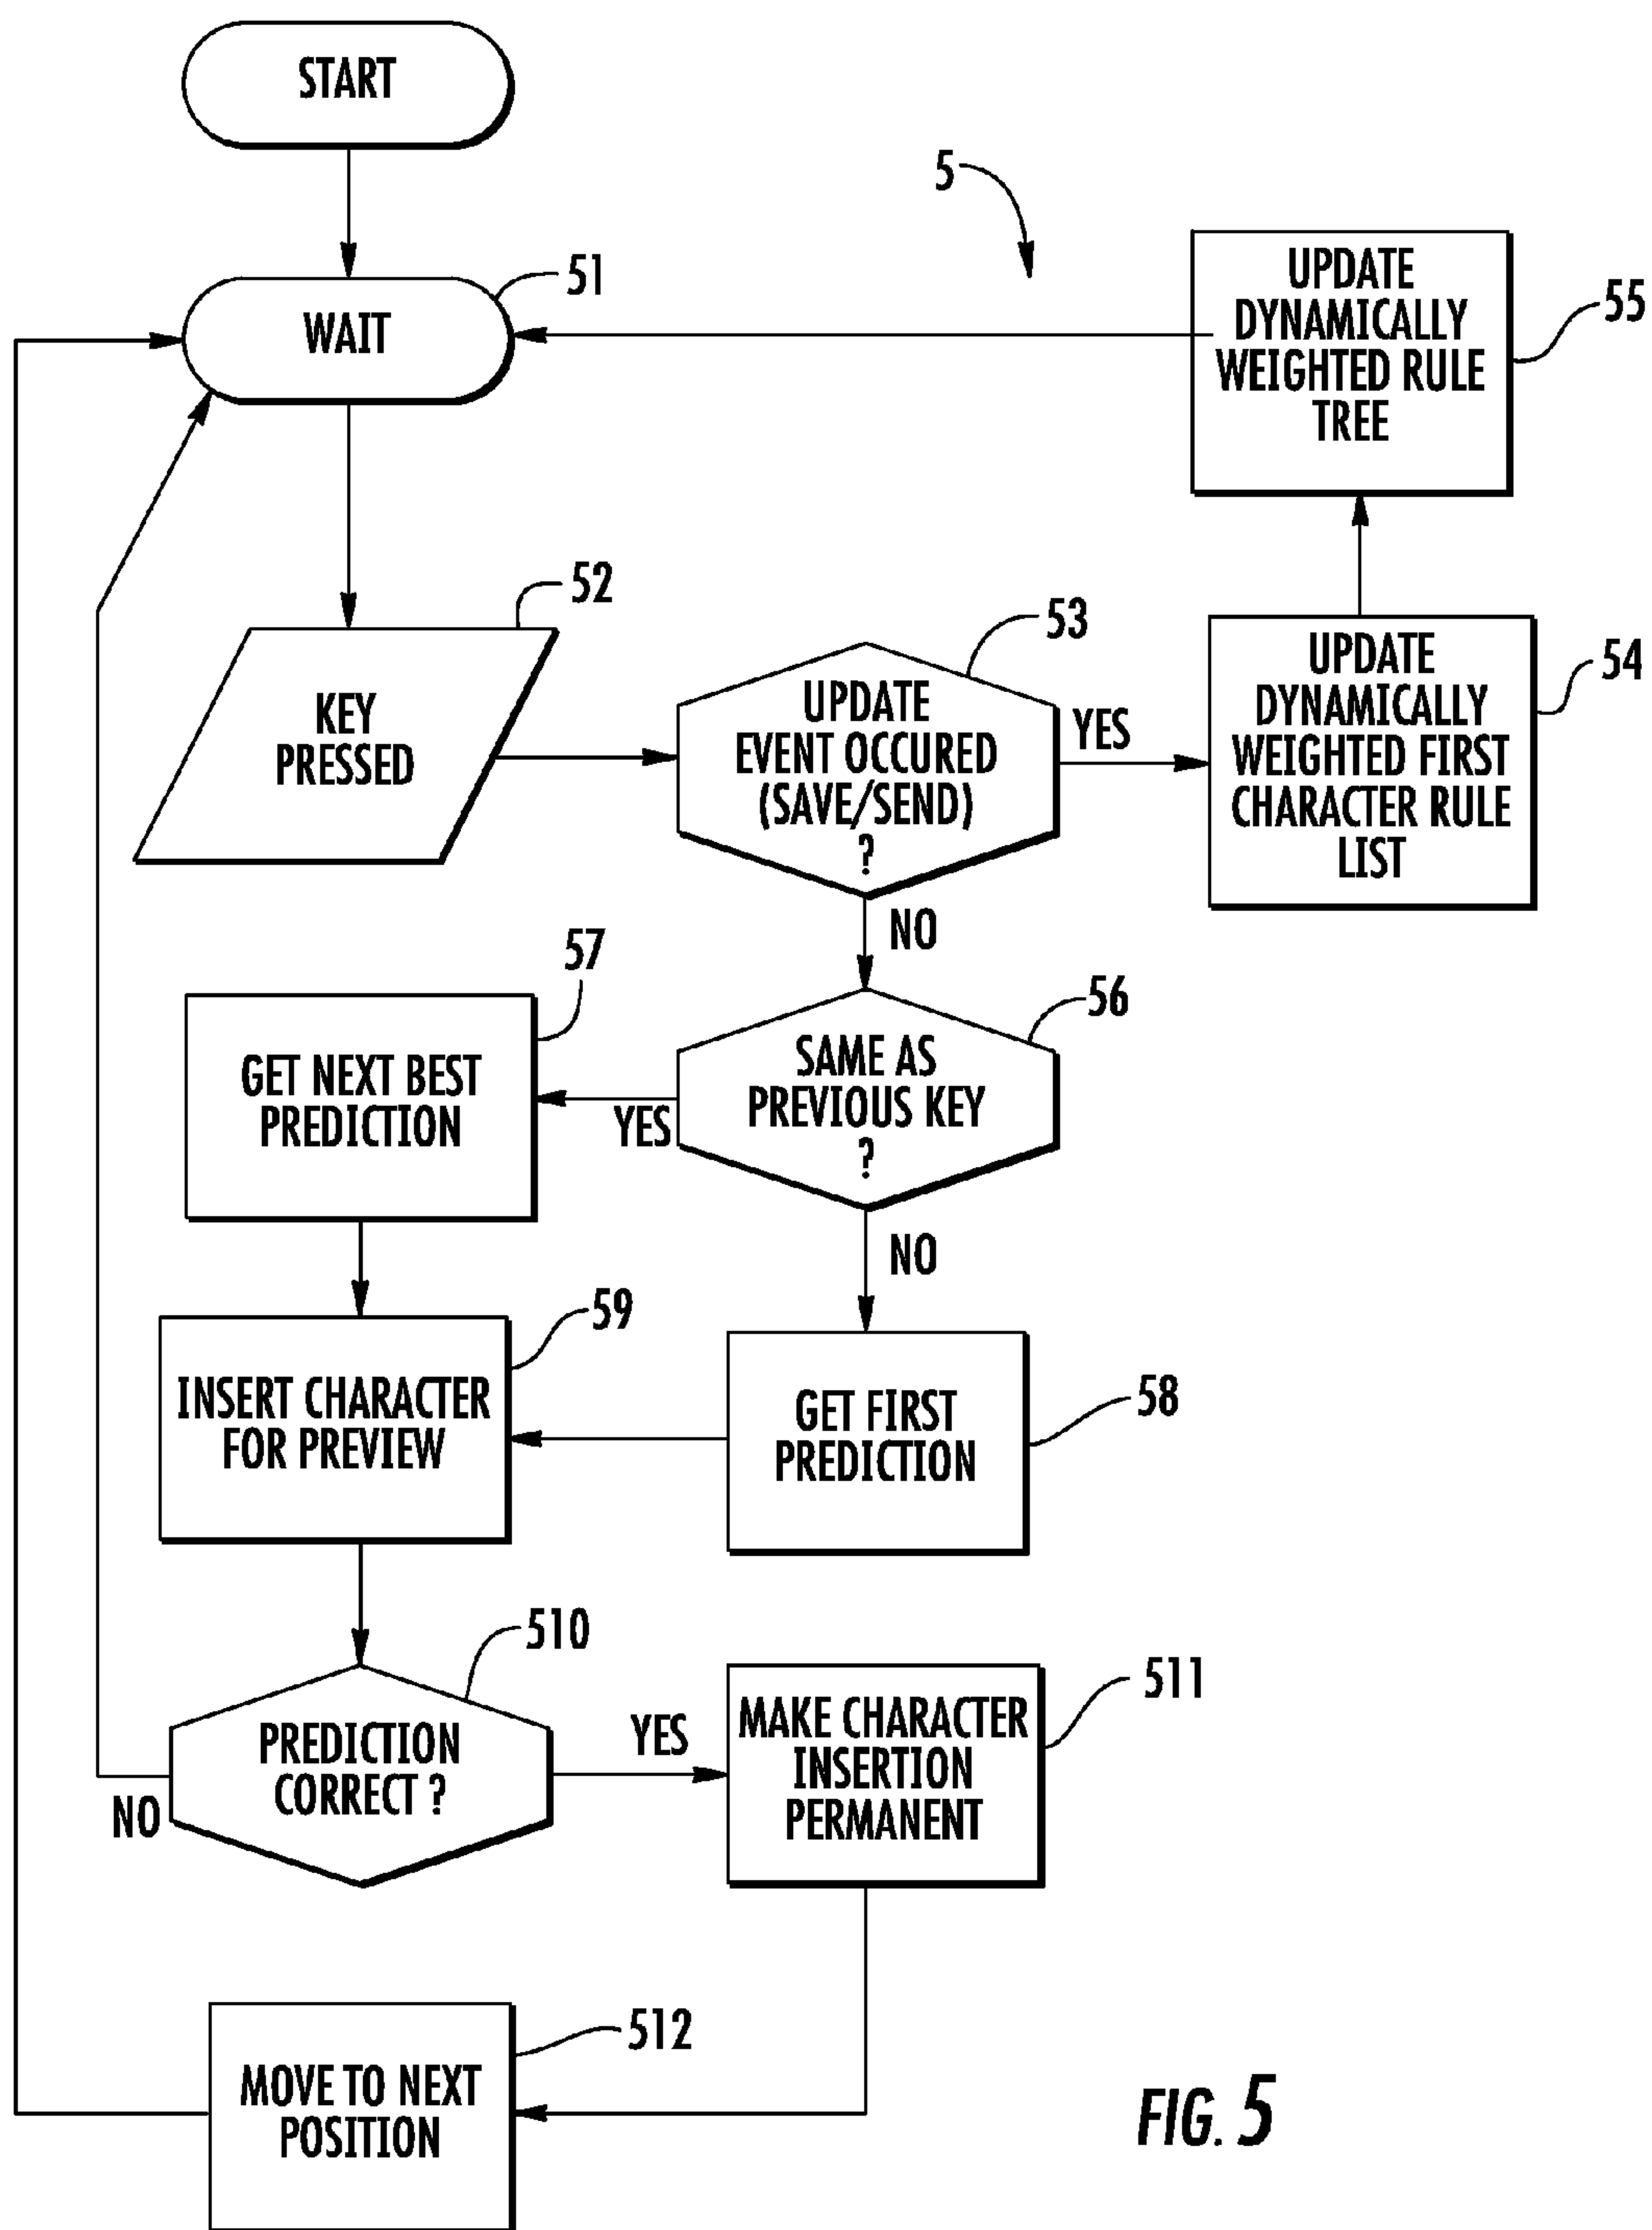 START
5
WAIT
51
UPDATE
DYNAMICALLY
WEIGHTED RULE
TREE
55
KEY
PRESSED
52
UPDATE
EVENT OCCURED
(SAVE/SEND)
?
53
YES
UPDATE
DYNAMICALLY
WEIGHTED FIRST
CHARACTER RULE
LIST
54
NO
GET NEXT BEST
PREDICTION
57
YES
SAME AS
PREVIOUS KEY
?
56
NO
INSERT CHARACTER
FOR PREVIEW
59
GET FIRST
PREDICTION
58
PREDICTION
CORRECT ?
510
NO
YES
MAKE CHARACTER
INSERTION
PERMANENT
511
MOVE TO NEXT
POSITION
512
FIG. 5